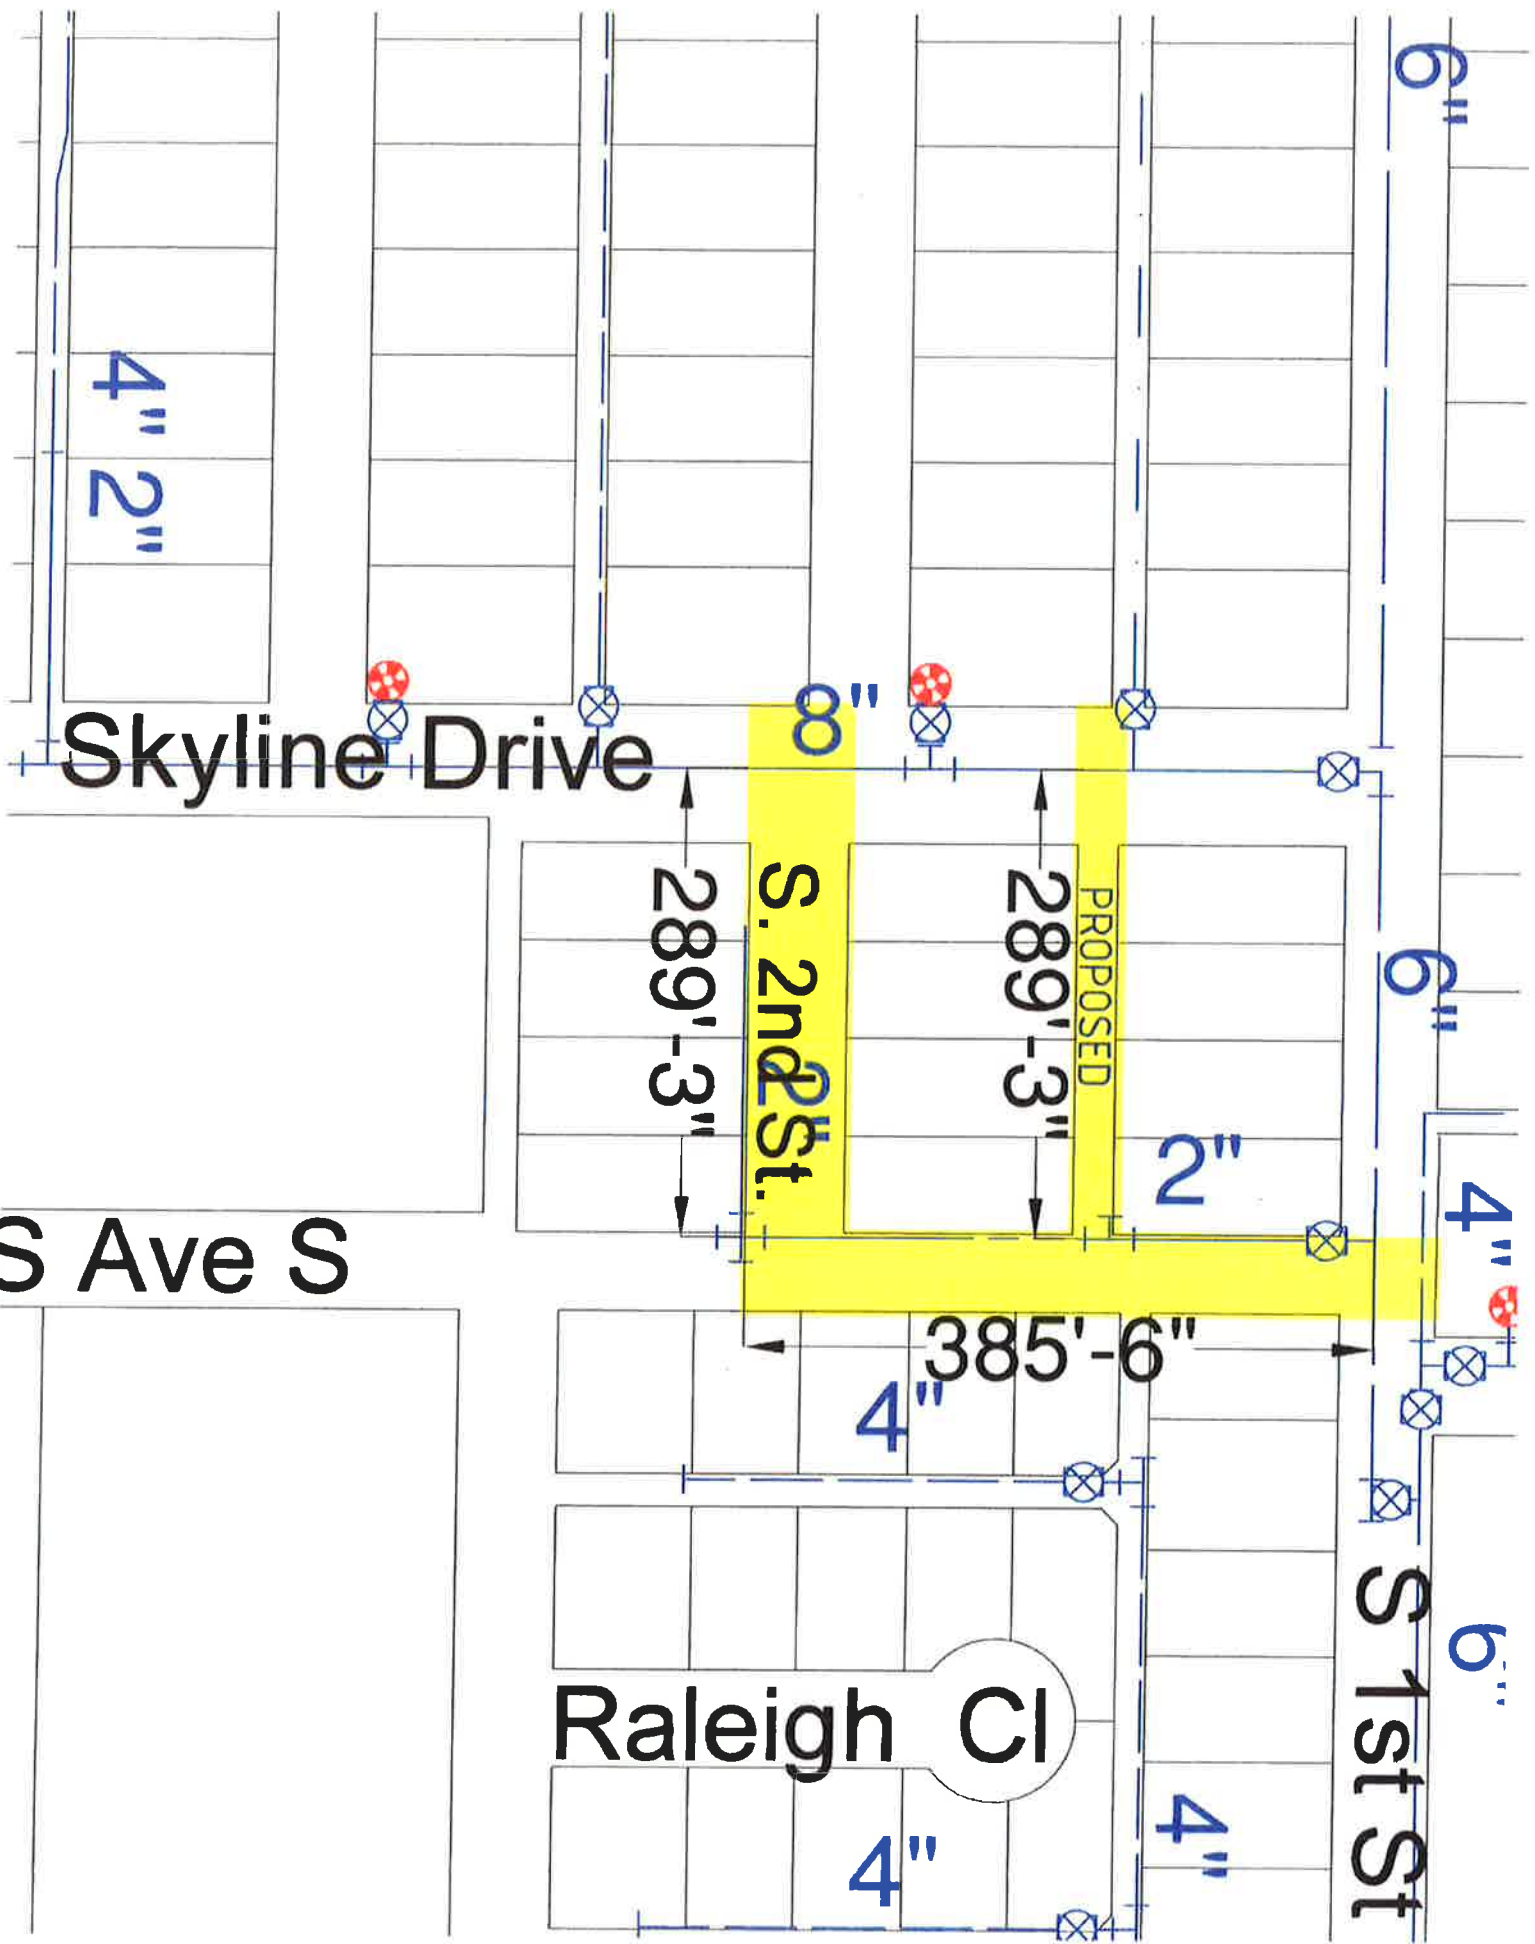 6"
4"
2"
8"
Skyline Drive
S. 2nd St.
2"
289'-3"
289'-3"
PROPOSED
6"
2"
4"
S Ave S
385'-6"
4"
S 1st St
6"
Raleigh CI
4"
4"